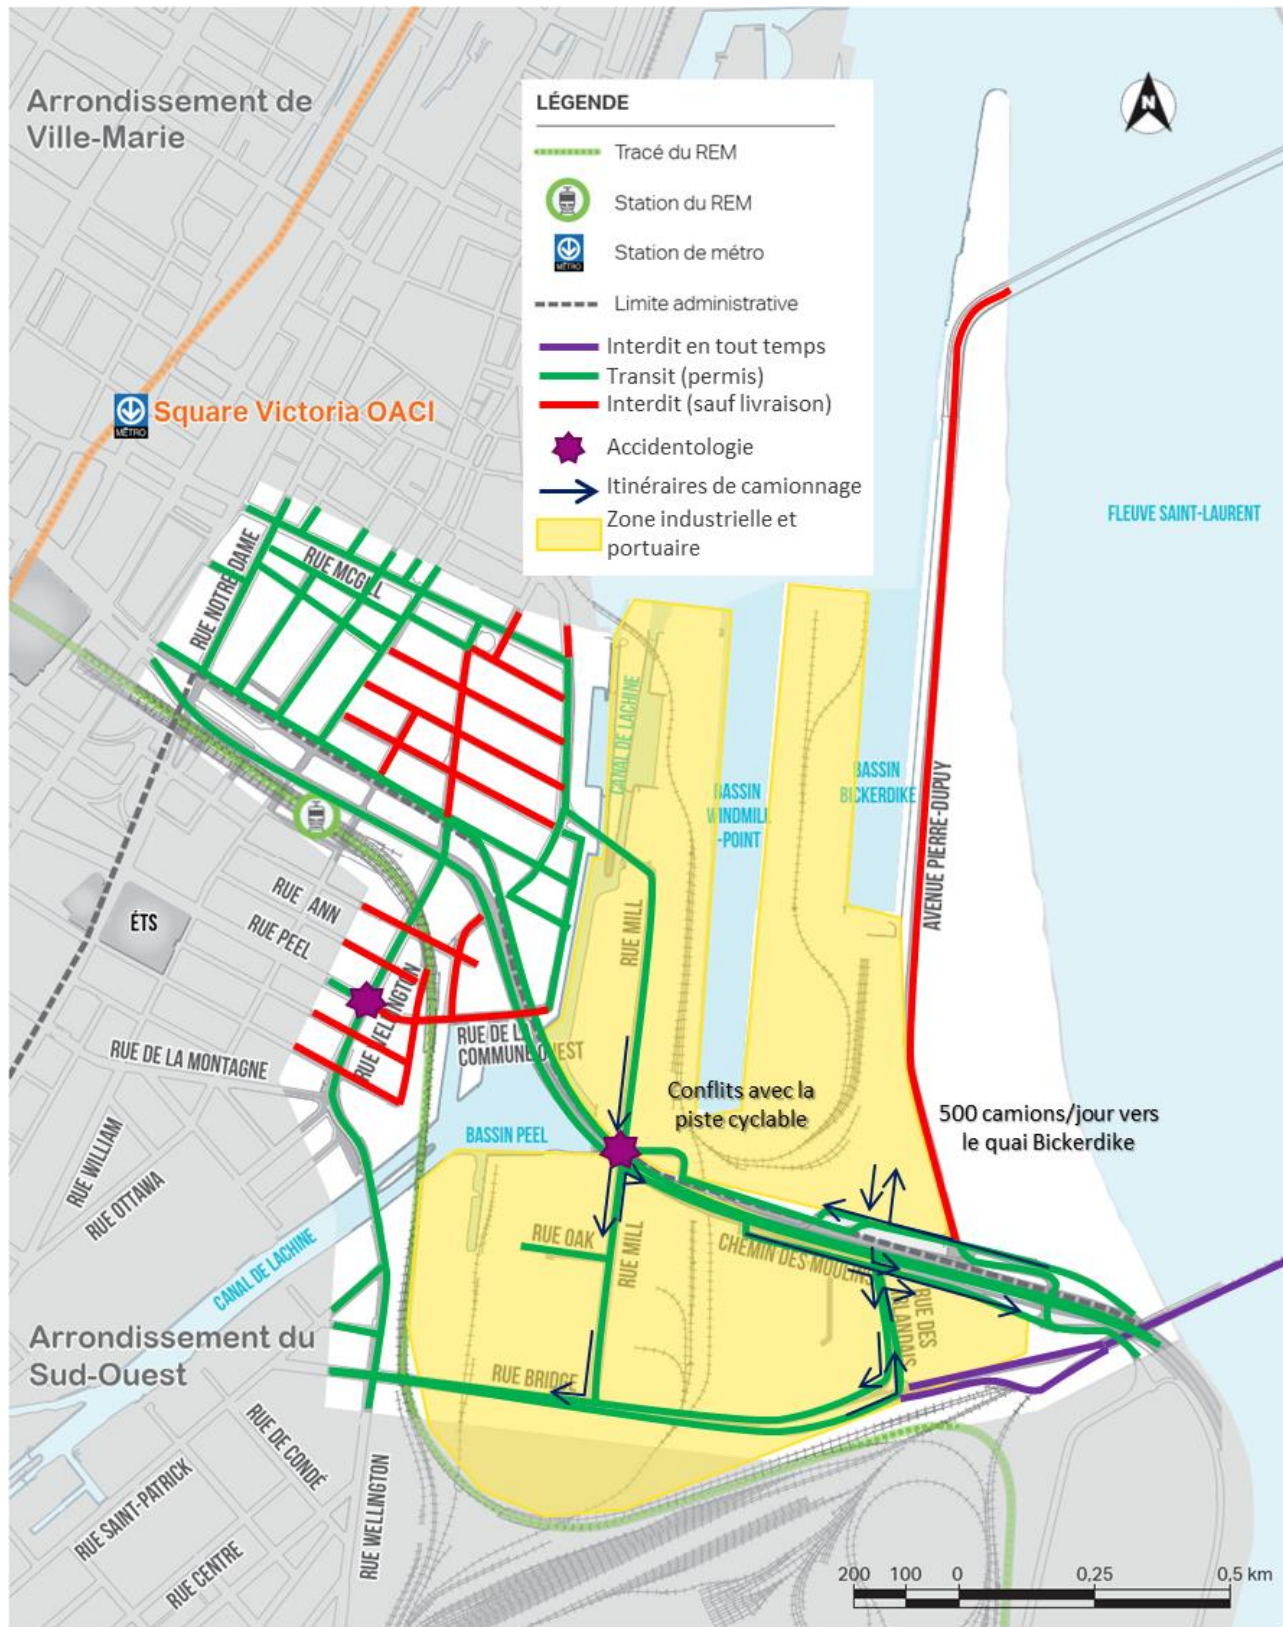 Arrondissement de
Ville-Marie
LÉGENDE
Tracé du REM
Station du REM
MÉTRO
Station de métro
Limite administrative
Interdit en tout temps
Transit (permis)
Interdit (sauf livraison)
Accidentologie
Itinéraires de camionnage
Zone industrielle et
portuaire
N
MÉTRO
Square Victoria OACI
FLEUVE SAINT-LAURENT
RUE NOTRE-DAME
RUE MCGILL
CANAL DE LACHINE
BASSIN
WINDMILL
-POINT
BASSIN
BICKERDIKE
AVENUE PIERRE-DUPUY
RUE ANN
RUE PEEL
ÉTS
RUE MILL
RUE WELLINGTON
RUE DE LA
COMMUNE OUEST
RUE DE LA MONTAGNE
Conflits avec la
piste cyclable
500 camions/jour vers
le quai Bickerdike
BASSIN PEEL
RUE WILLIAM
RUE OTTAWA
RUE OAK
RUE MILL
CHEMIN DES MOULINS
RUE DES
IRLANDAIS
CANAL DE LACHINE
Arrondissement du
Sud-Ouest
RUE BRIDGE
RUE DE CONDÉ
RUE SAINT-PATRICK
RUE CENTRE
RUE WELLINGTON
200 100 0 0,25 0,5 km